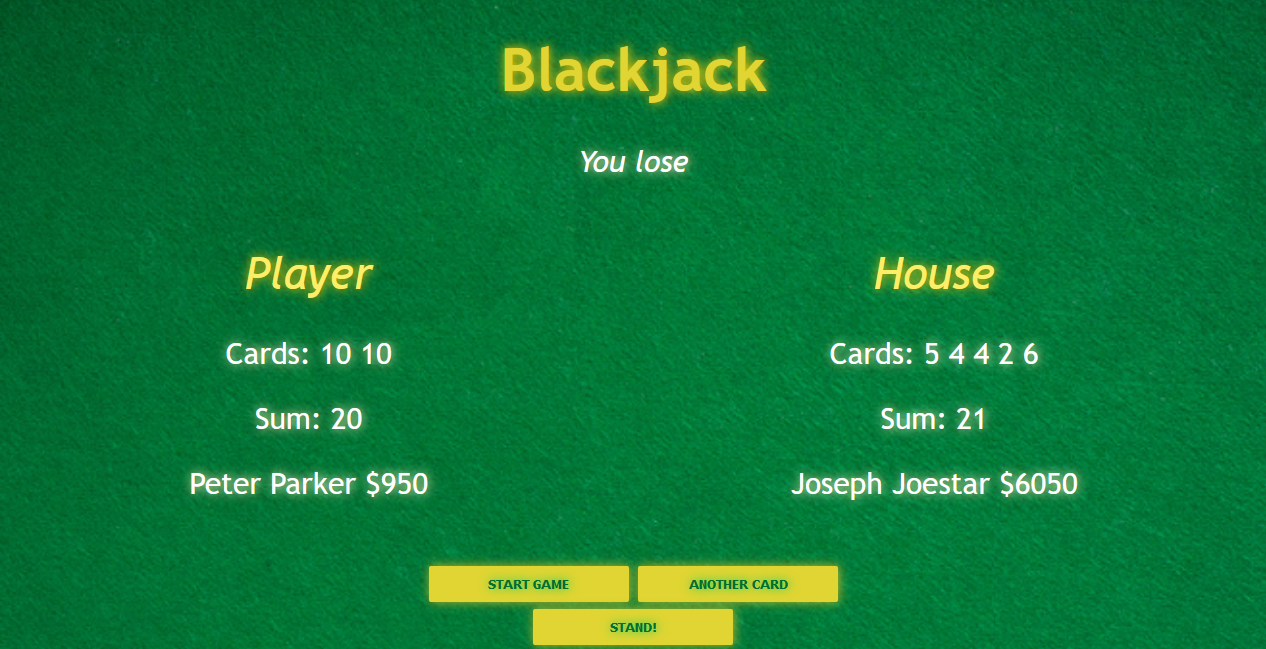 Blackjack
You lose
Player
Cards: 10 10
Sum: 20
Peter Parker $950
House
Cards: 5 4 4 2 6
Sum: 21
Joseph Joestar $6050
START GAME
ANOTHER CARD
STAND!